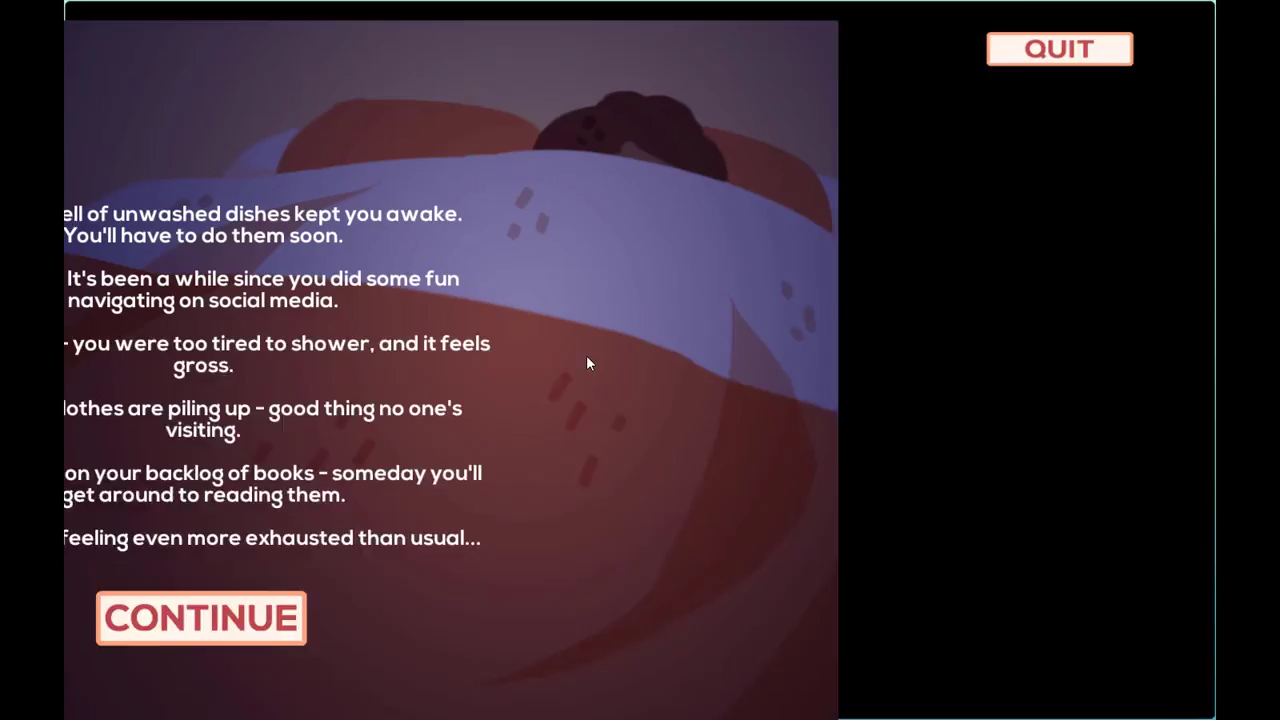 QUIT
ell of unwashed dishes kept you awake.
You'll have to do them soon.
It's been a while since you did some fun
navigating on social media.
- you were too tired to shower, and it feels
gross.
lothes are piling up - good thing no one's
visiting.
on your backlog of books - someday you'll
get around to reading them.
feeling even more exhausted than usual...
CONTINUE